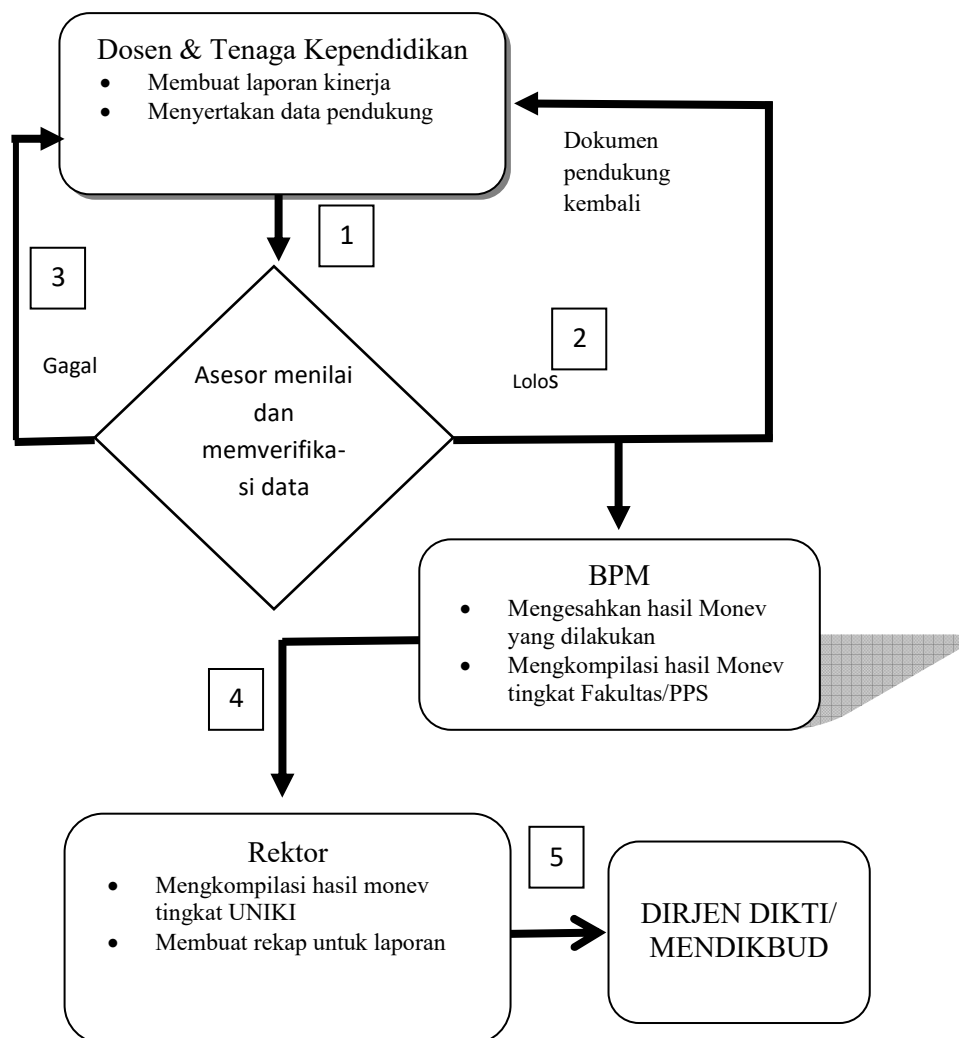 Dosen & Tenaga Kependidikan
• Membuat laporan kinerja
• Menyertakan data pendukung
Dokumen
pendukung
kembali
1
3
2
Gagal
LoloS
Asesor menilai
dan
memverifika-
si data
BPM
• Mengesahkan hasil Monev
yang dilakukan
• Mengkompilasi hasil Monev
tingkat Fakultas/PPS
4
Rektor
• Mengkompilasi hasil monev
tingkat UNIKI
• Membuat rekap untuk laporan
5
DIRJEN DIKTI/
MENDIKBUD